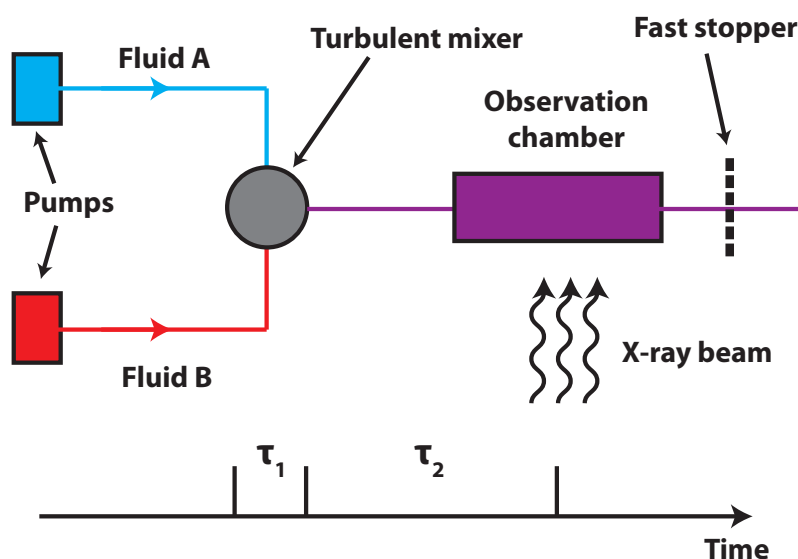 Fluid A
Turbulent mixer
Fast stopper
Observation
chamber
Pumps
Fluid B
X-ray beam
τ1
τ2
Time